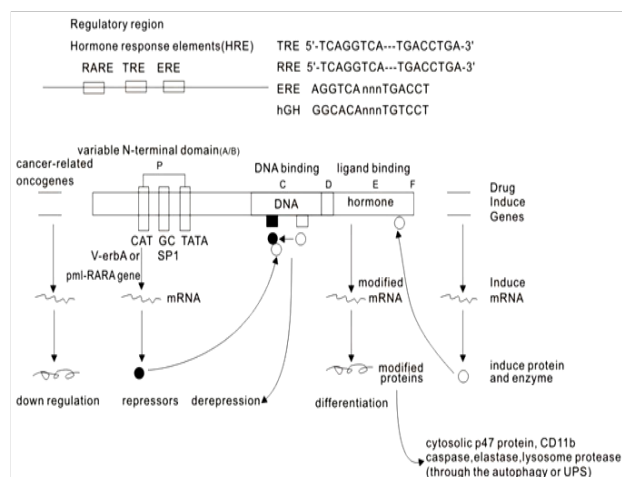 Regulatory region
Hormone response elements(HRE)
TRE 5'-TCAGGTCA---TGACCTGA-3'
RARE TRE ERE
RRE 5'-TCAGGTCA---TGACCTGA-3'
ERE AGGTCAnnnTGACCT
hGH GGCACAnnnTGTCCT
variable N-terminal domain(A/B)
cancer-related
oncogenes
P
DNA binding
ligand binding
C D E F
DNA
hormone
Drug
Induce
Genes
CAT GC TATA
SP1
V-erbA or
pml-RARA gene
mRNA
modified
mRNA
Induce
mRNA
modified
proteins
induce protein
and enzyme
down regulation
repressors
derepression
differentiation
cytosolic p47 protein, CD11b
caspase,elastase,lysosome protease
(through the autophagy or UPS)